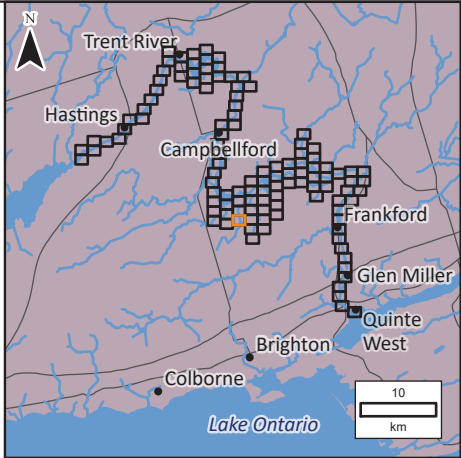 N
Trent River
Hastings
Campbellford
Frankford
Glen Miller
Quinte
West
Brighton
Colborne
10
km
Lake Ontario